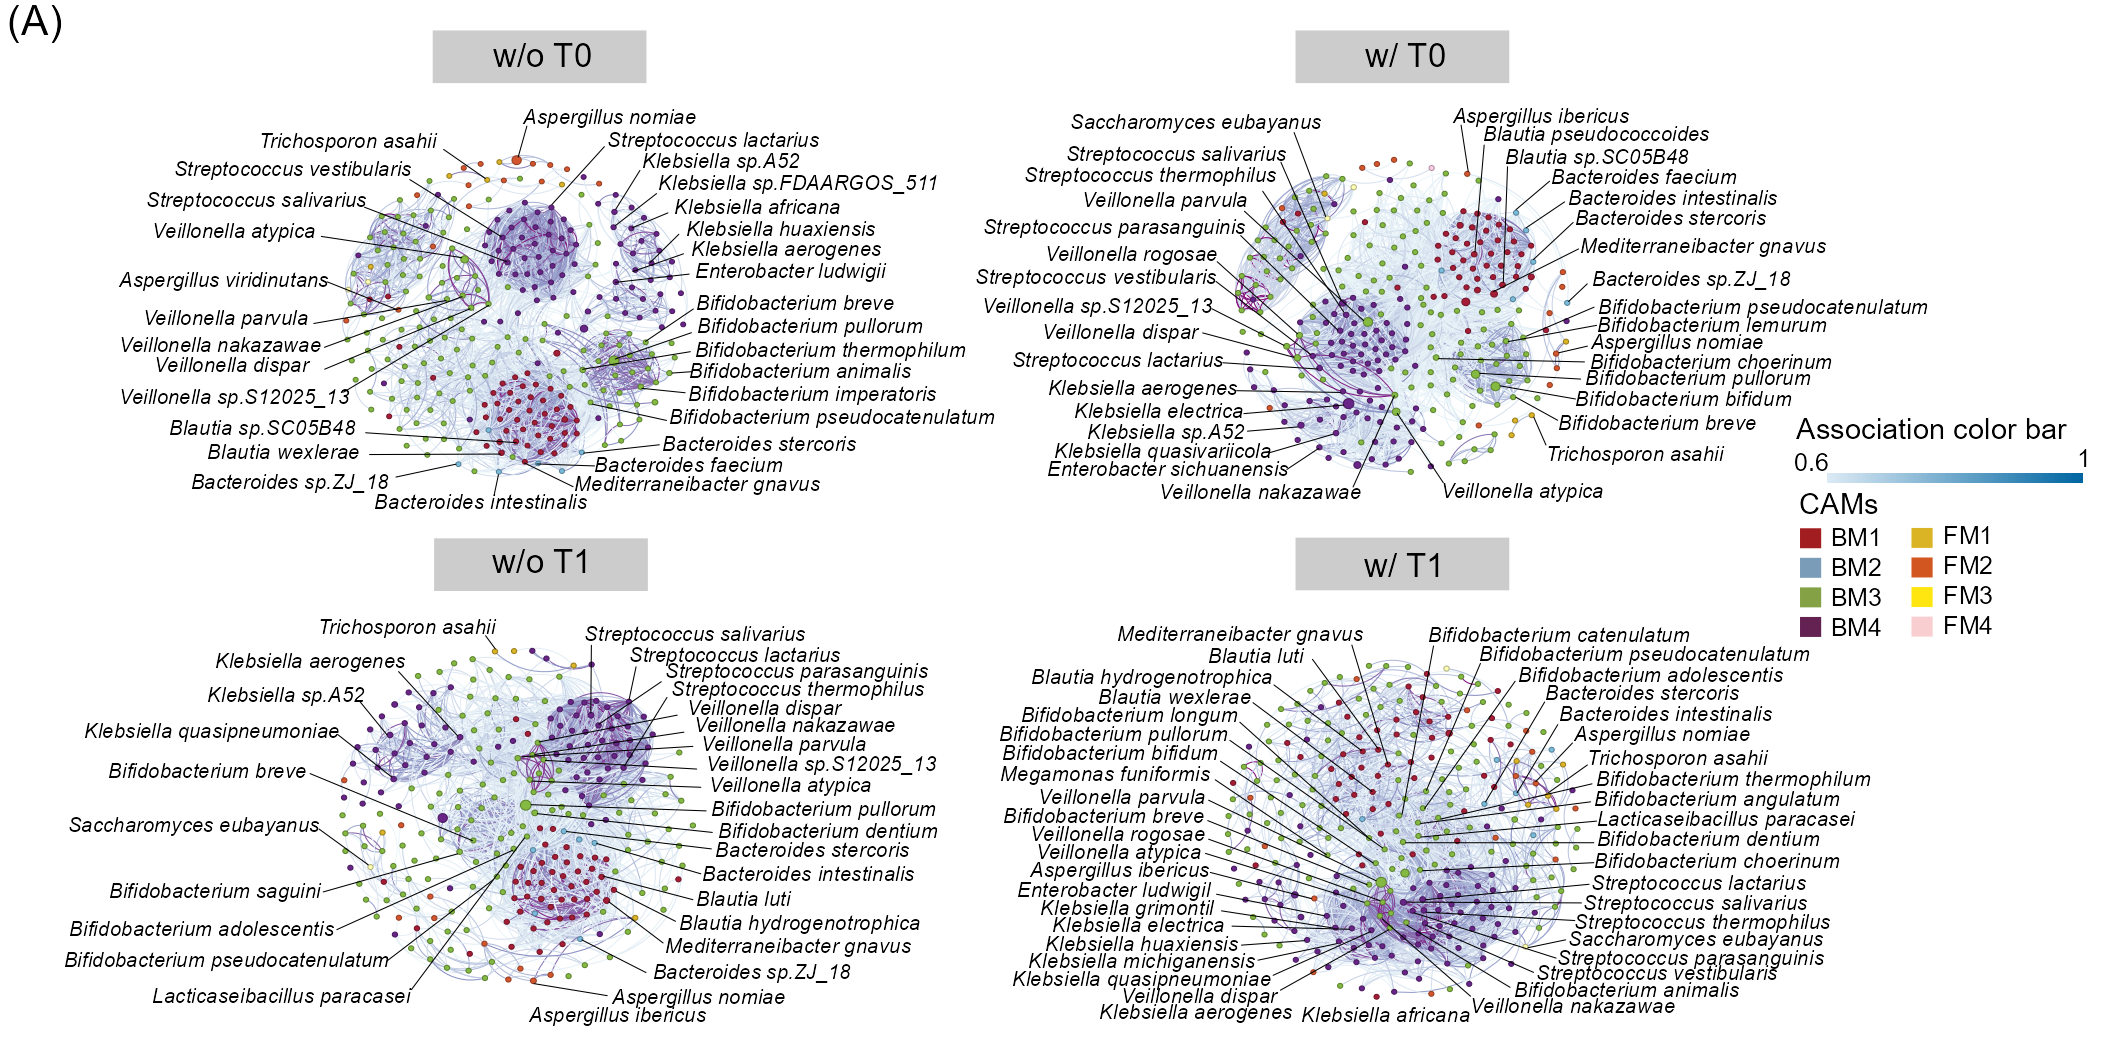 (A)
w/o T0
Aspergillus nomiae
Trichosporon asahii
Streptococcus lactarius
Streptococcus vestibularis
Klebsiella sp.A52
Klebsiella sp.FDAARGOS_511
Streptococcus salivarius
Klebsiella africana
Veillonella atypica
Klebsiella huaxiensis
Klebsiella aerogenes
Aspergillus viridinutans
Enterobacter ludwigii
Veillonella parvula
Bifidobacterium breve
Bifidobacterium pullorum
Veillonella nakazawae
Bifidobacterium thermophilum
Veillonella dispar
Bifidobacterium animalis
Veillonella sp.S12025_13
Bifidobacterium imperatoris
Bifidobacterium pseudocatenulatum
Blautia sp.SC05B48
Bacteroides stercoris
Blautia wexlerae
Bacteroides faecium
Bacteroides sp.ZJ_18
Mediterraneibacter gnavus
Bacteroides intestinalis
w/ T0
Saccharomyces eubayanus
Aspergillus ibericus
Blautia pseudococcoides
Streptococcus salivarius
Blautia sp.SC05B48
Streptococcus thermophilus
Bacteroides faecium
Veillonella parvula
Bacteroides intestinalis
Streptococcus parasanguinis
Bacteroides stercoris
Veillonella rogosae
Mediterraneibacter gnavus
Streptococcus vestibularis
Bacteroides sp.ZJ_18
Veillonella sp.S12025_13
Bifidobacterium pseudocatenulatum
Veillonella dispar
Bifidobacterium lemurum
Aspergillus nomiae
Streptococcus lactarius
Bifidobacterium choerinum
Bifidobacterium pullorum
Klebsiella aerogenes
Bifidobacterium bifidum
Klebsiella electrica
Bifidobacterium breve
Klebsiella sp.A52
Klebsiella quasivariicola
Trichosporon asahii
Enterobacter sichuanensis
Veillonella nakazawae
Veillonella atypica
Association color bar
0.6
1
CAMs
BM1
FM1
BM2
FM2
BM3
FM3
BM4
FM4
w/o T1
Trichosporon asahii
Streptococcus salivarius
Klebsiella aerogenes
Streptococcus lactarius
Streptococcus parasanguinis
Klebsiella sp.A52
Streptococcus thermophilus
Veillonella dispar
Klebsiella quasipneumoniae
Veillonella nakazawae
Veillonella parvula
Bifidobacterium breve
Veillonella sp.S12025_13
Veillonella atypica
Saccharomyces eubayanus
Bifidobacterium pullorum
Bifidobacterium dentium
Bacteroides stercoris
Bifidobacterium saguini
Bacteroides intestinalis
Blautia luti
Bifidobacterium adolescentis
Blautia hydrogenotrophica
Bifidobacterium pseudocatenulatum
Mediterraneibacter gnavus
Lacticaseibacillus paracasei
Bacteroides sp.ZJ_18
Aspergillus nomiae
Aspergillus ibericus
w/ T1
Mediterraneibacter gnavus
Bifidobacterium catenulatum
Blautia luti
Bifidobacterium pseudocatenulatum
Blautia hydrogenotrophica
Bifidobacterium adolescentis
Blautia wexlerae
Bacteroides stercoris
Bifidobacterium longum
Bacteroides intestinalis
Bifidobacterium pullorum
Aspergillus nomiae
Bifidobacterium bifidum
Trichosporon asahii
Megamonas funiformis
Bifidobacterium thermophilum
Veillonella parvula
Bifidobacterium angulatum
Bifidobacterium breve
Lacticaseibacillus paracasei
Veillonella rogosae
Bifidobacterium dentium
Veillonella atypica
Bifidobacterium choerinum
Aspergillus ibericus
Streptococcus lactarius
Enterobacter ludwigil
Streptococcus salivarius
Klebsiella grimontil
Streptococcus thermophilus
Klebsiella electrica
Saccharomyces eubayanus
Klebsiella huaxiensis
Streptococcus parasanguinis
Klebsiella michiganensis
Streptococcus vestibularis
Klebsiella quasipneumoniae
Bifidobacterium animalis
Veillonella dispar
Veillonella nakazawae
Klebsiella aerogenes
Klebsiella africana